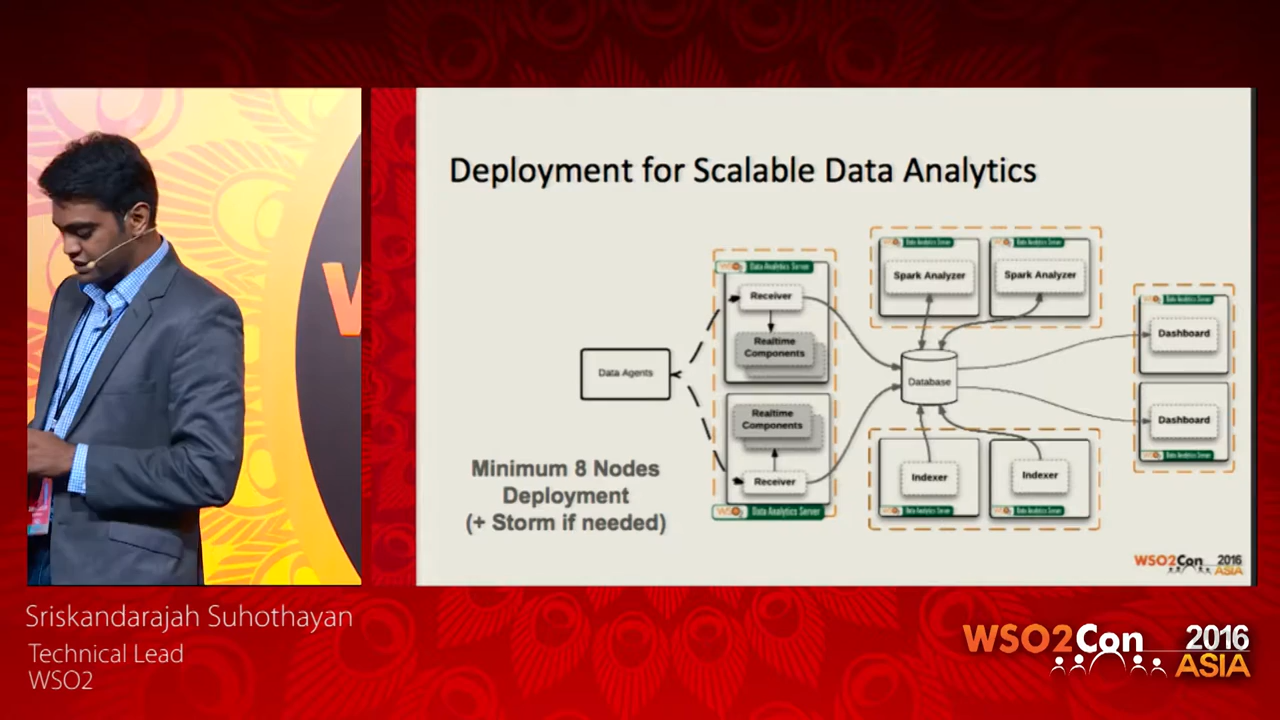 Deployment for Scalable Data Analytics
WSO2 Data Analytics Server
Receiver
Realtime
Components
Realtime
Components
Receiver
WSO2 Data Analytics Server
Data Agents
Minimum 8 Nodes
Deployment
(+ Storm if needed)
Data Analytics Server
Spark Analyzer
Data Analytics Server
Spark Analyzer
Database
Indexer
Data Analytics Server
Indexer
Data Analytics Server
Data Analytics Server
Dashboard
Dashboard
Data Analytics Server
WSO2Con 2016
ASIA
W
Sriskandarajah Suhothayan
Technical Lead
WSO2
WSO2Con 2016
ASIA